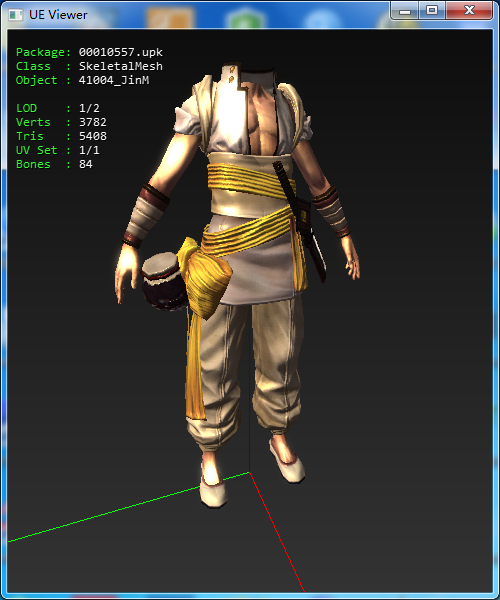 UE Viewer
Package: 00010557.upk
Class : SkeletalMesh
Object : 41004_JinM
LOD : 1/2
Verts : 3782
Tris : 5408
UV Set : 1/1
Bones : 84